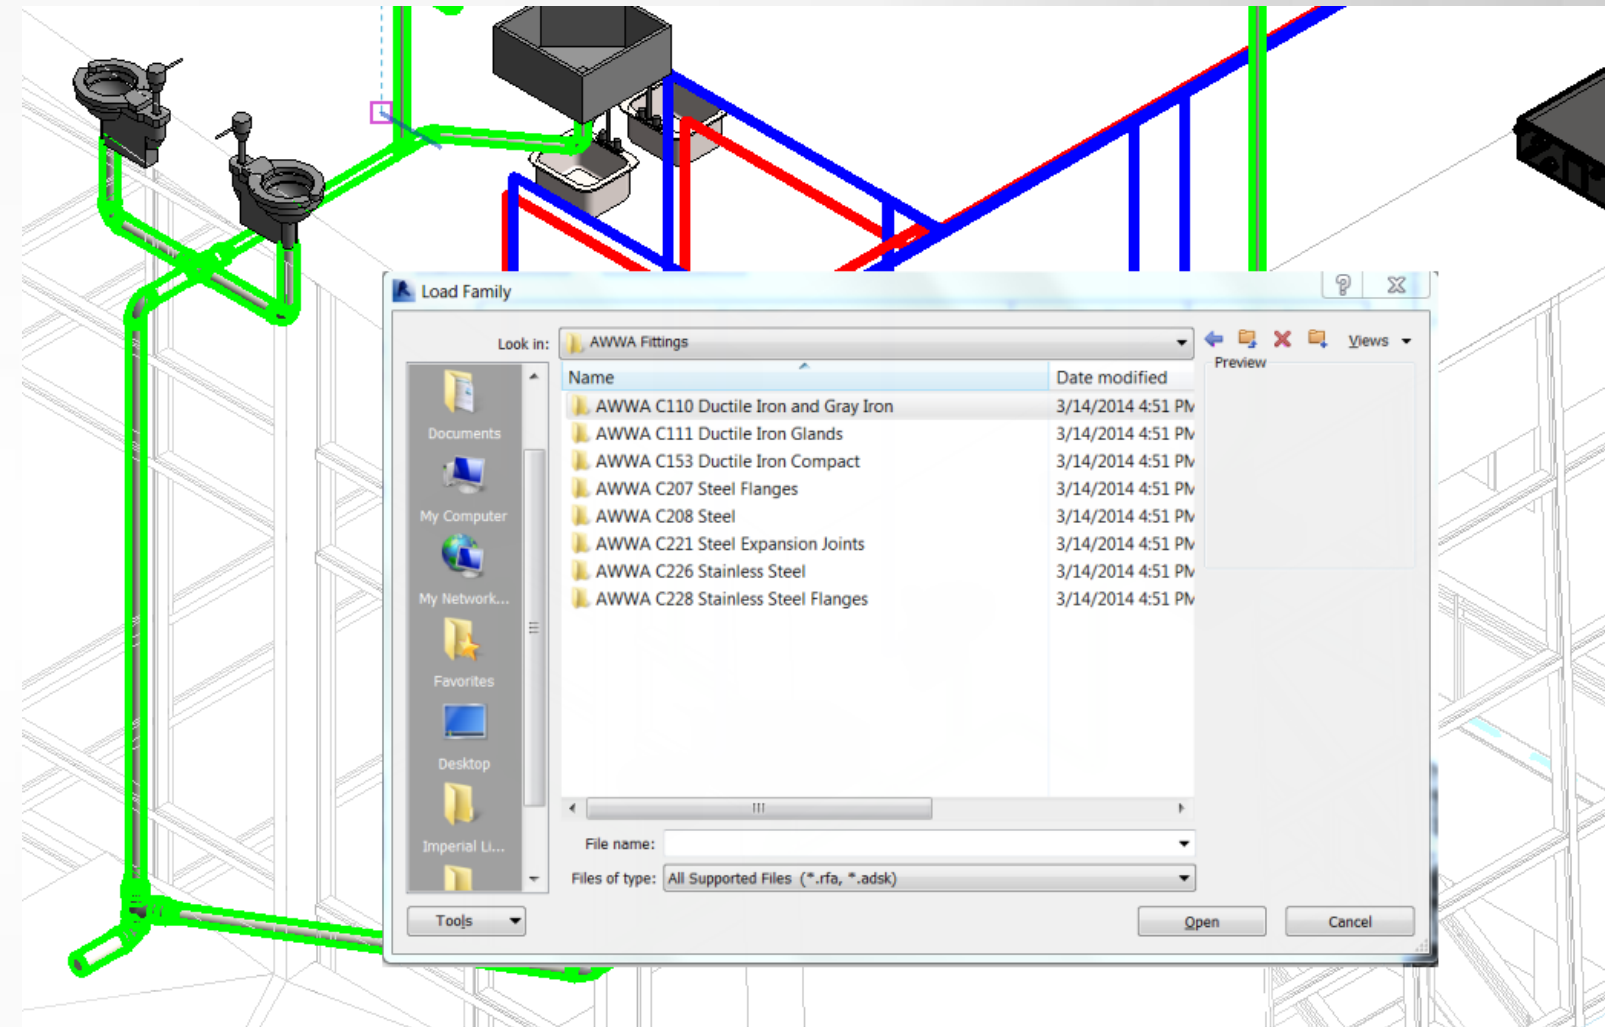 Load Family
Look in: AWWA Fittings Views
Preview
Name Date modified
AWWA C110 Ductile Iron and Gray Iron 3/14/2014 4:51 PM
AWWA C111 Ductile Iron Glands 3/14/2014 4:51 PM
AWWA C153 Ductile Iron Compact 3/14/2014 4:51 PM
AWWA C207 Steel Flanges 3/14/2014 4:51 PM
AWWA C208 Steel 3/14/2014 4:51 PM
AWWA C221 Steel Expansion Joints 3/14/2014 4:51 PM
AWWA C226 Stainless Steel 3/14/2014 4:51 PM
AWWA C228 Stainless Steel Flanges 3/14/2014 4:51 PM
Documents
My Computer
My Network...
Favorites
Desktop
Imperial Li...
File name:
Files of type: All Supported Files (*.rfa, *.adsk)
Tools Open Cancel